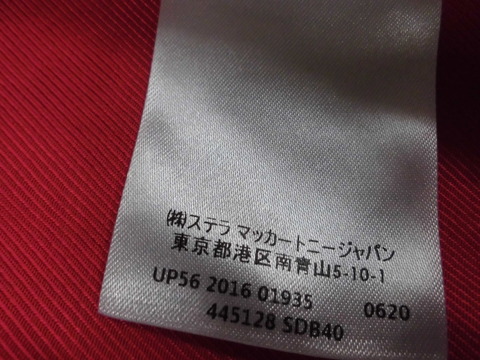 ㈱ステラ マッカートニージャパン
東京都港区南青山5-10-1
UP56 2016 01935 0620
445128 SDB40